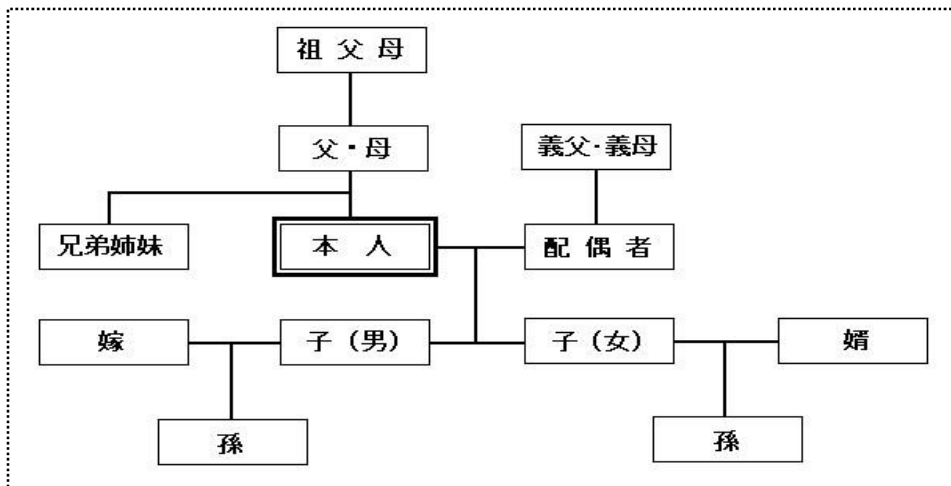 祖父母
父・母
義父・義母
兄弟姉妹
本人
配偶者
嫁
子（男）
子（女）
婿
孫
孫